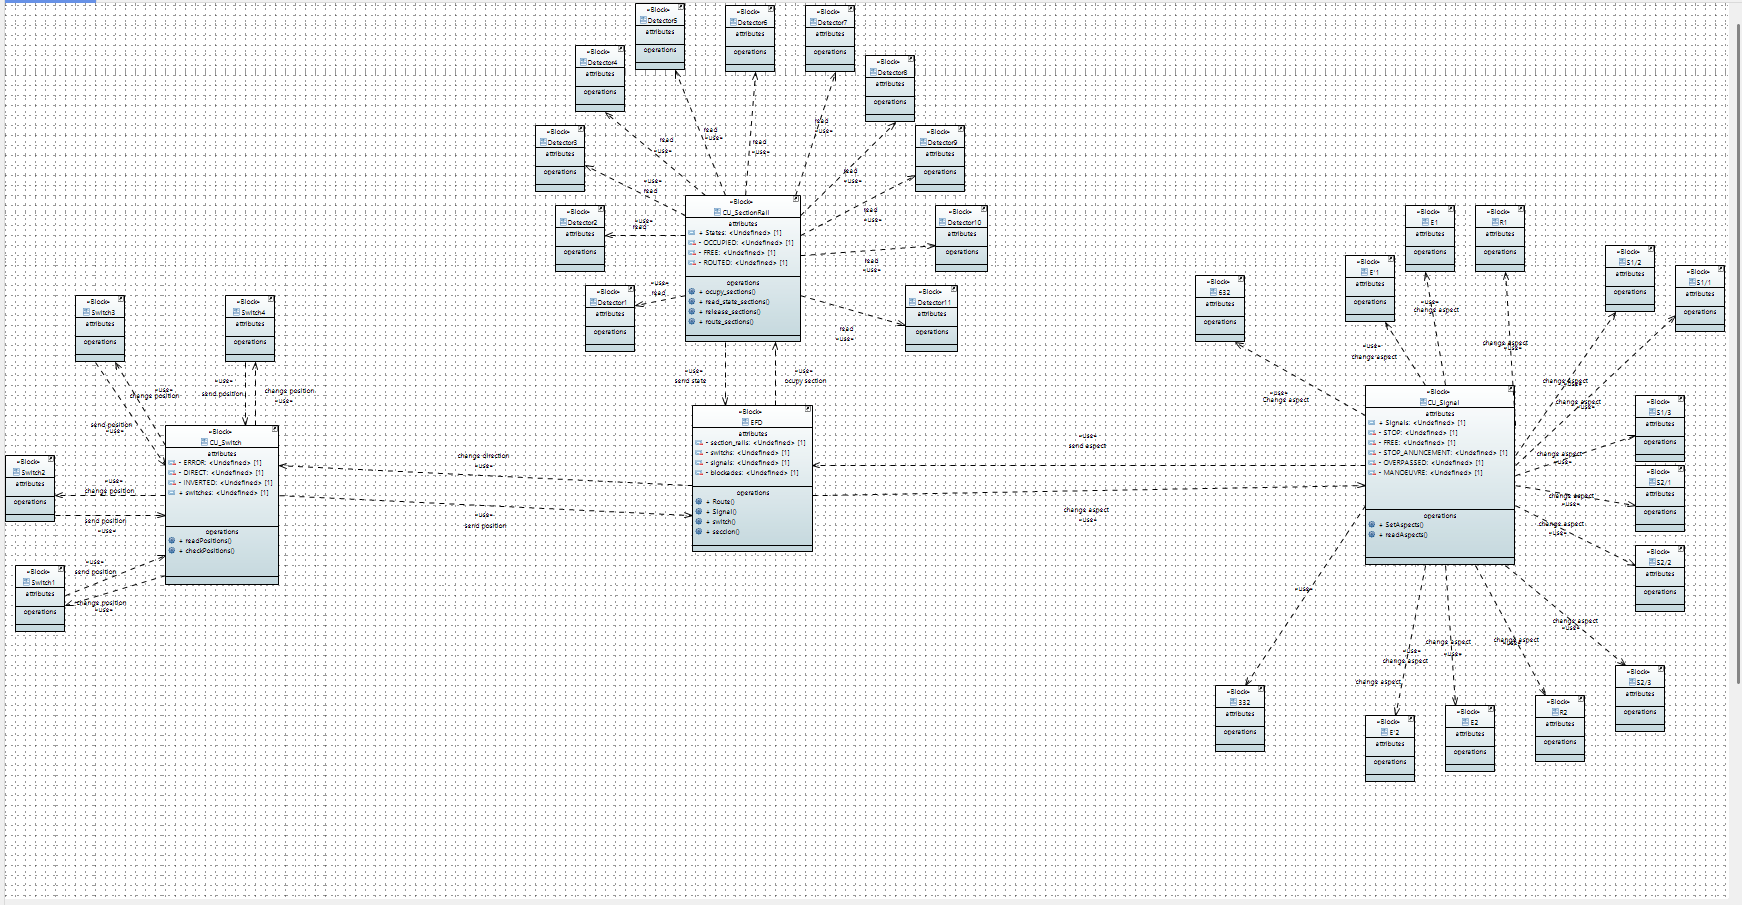 «Block»
Detector5
attributes
operations
«Block»
Detector6
attributes
operations
«Block»
Detector7
attributes
operations
«Block»
Detector4
attributes
operations
«Block»
Detector8
attributes
operations
«Block»
Detector3
attributes
operations
«Block»
Detector9
attributes
operations
read
«use»
read
«use»
read
«use»
read
«use»
read
«use»
«use»
read
«Block»
Detector2
attributes
operations
«use»
read
«Block»
CU_SectionRail
attributes
+ States: <Undefined> [1]
- OCCUPIED: <Undefined> [1]
- FREE: <Undefined> [1]
- ROUTED: <Undefined> [1]
operations
+ ocupy_sections()
+ read_state_sections()
+ release_sections()
+ route_sections()
read
«use»
«Block»
Detector10
attributes
operations
read
«use»
«Block»
Detector1
attributes
operations
«use»
read
«Block»
Detector11
attributes
operations
read
«use»
«use»
send state
«use»
ocupy section
«Block»
Switch3
attributes
operations
«Block»
Switch4
attributes
operations
«use»
change position
«use»
send position
change position
«use»
send position
«use»
«Block»
CU_Switch
attributes
- ERROR: <Undefined> [1]
- DIRECT: <Undefined> [1]
- INVERTED: <Undefined> [1]
+ switches: <Undefined> [1]
operations
+ readPositions()
+ checkPositions()
«Block»
Switch2
attributes
operations
«use»
change position
send position
«use»
«use»
send position
«Block»
Switch1
attributes
operations
change position
«use»
change direction
«use»
«use»
send position
«Block»
EFD
attributes
- section_rails: <Undefined> [1]
- switchs: <Undefined> [1]
- signals: <Undefined> [1]
- blockades: <Undefined> [1]
operations
+ Route()
+ Signal()
+ switch()
+ seccion()
«use»
send aspect
change aspect
«use»
«Block»
E1
attributes
operations
«Block»
R1
attributes
operations
«Block»
S1/2
attributes
operations
«Block»
S1/1
attributes
operations
«Block»
E'1
attributes
operations
«Block»
632
attributes
operations
«use»
change aspect
«use»
change aspect
change aspect
«use»
«use»
Change aspect
change aspect
«use»
change aspect
«use»
«Block»
CU_Signal
attributes
+ Signals: <Undefined> [1]
- STOP: <Undefined> [1]
- FREE: <Undefined> [1]
- STOP_ANUNCEMENT: <Undefined> [1]
- OVERPASSED: <Undefined> [1]
- MANOEUVRE: <Undefined> [1]
operations
+ SetAspects()
+ readAspects()
«Block»
S1/3
attributes
operations
change aspect
«use»
«Block»
S2/1
attributes
operations
change aspect
«use»
change aspect
«use»
«Block»
S2/2
attributes
operations
«use»
change aspect
«use»
change aspect
«use»
change aspect
«use»
«use»
change aspect
change aspect
«Block»
S2/3
attributes
operations
«Block»
332
attributes
operations
«Block»
E'2
attributes
operations
«Block»
E2
attributes
operations
«Block»
R2
attributes
operations